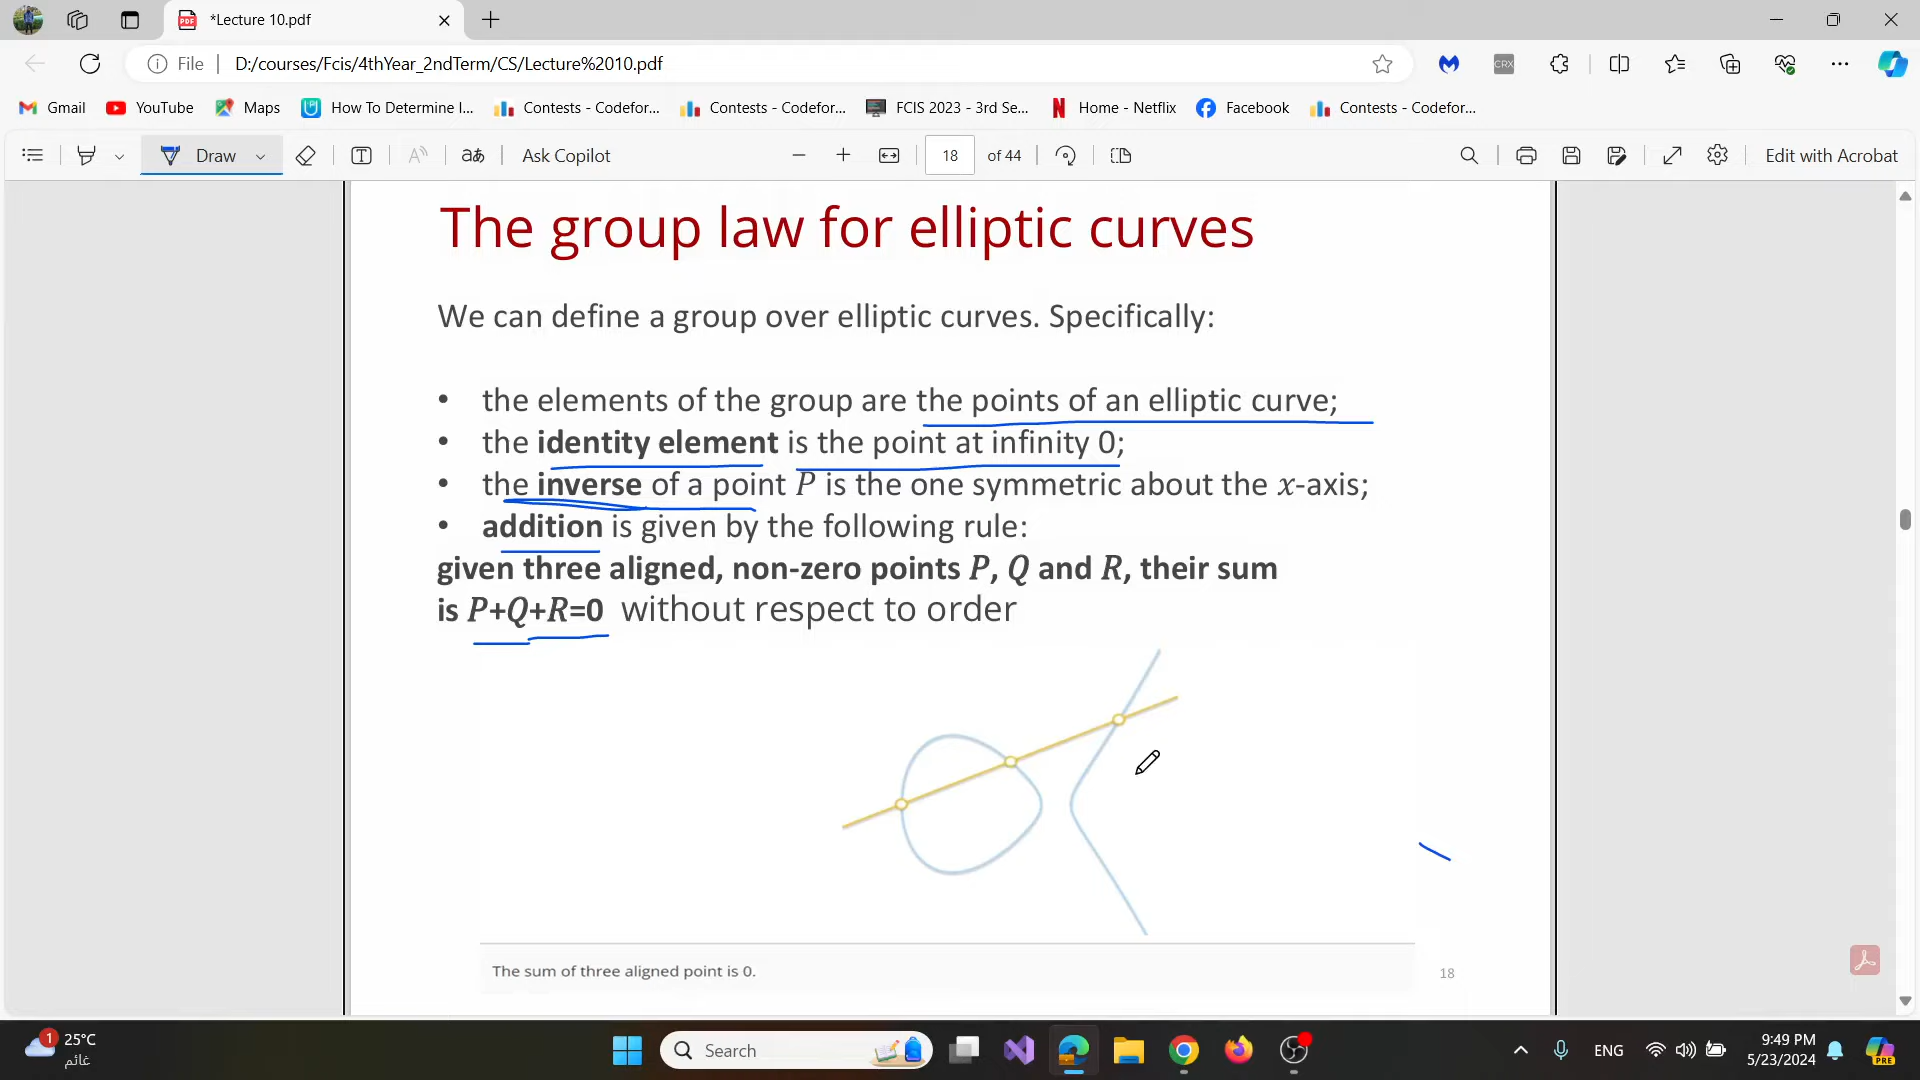 *Lecture 10.pdf
File D:/courses/Fcis/4thYear_2ndTerm/CS/Lecture%2010.pdf
CRX
Gmail YouTube Maps How To Determine I... Contests - Codefor... Contests - Codefor... FCIS 2023 - 3rd Se... Home - Netflix Facebook Contests - Codefor...
Draw aあ Ask Copilot 18 of 44 Edit with Acrobat
The group law for elliptic curves
We can define a group over elliptic curves. Specifically:
• the elements of the group are the points of an elliptic curve;
• the identity element is the point at infinity 0;
• the inverse of a point P is the one symmetric about the x-axis;
• addition is given by the following rule:
given three aligned, non-zero points P, Q and R, their sum
is P+Q+R=0 without respect to order
The sum of three aligned point is 0.
18
1 25°C
غائم
Search
ENG
9:49 PM
5/23/2024
PRE